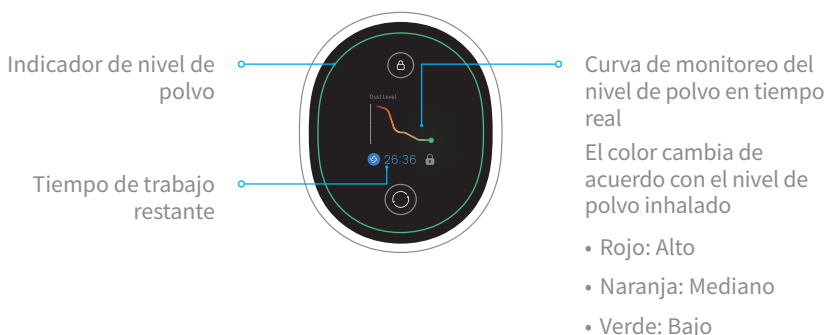 Indicador de nivel de
polvo
Tiempo de trabajo
restante
Dust Level
26:36
Curva de monitoreo del
nivel de polvo en tiempo
real
El color cambia de
acuerdo con el nivel de
polvo inhalado
• Rojo: Alto
• Naranja: Mediano
• Verde: Bajo